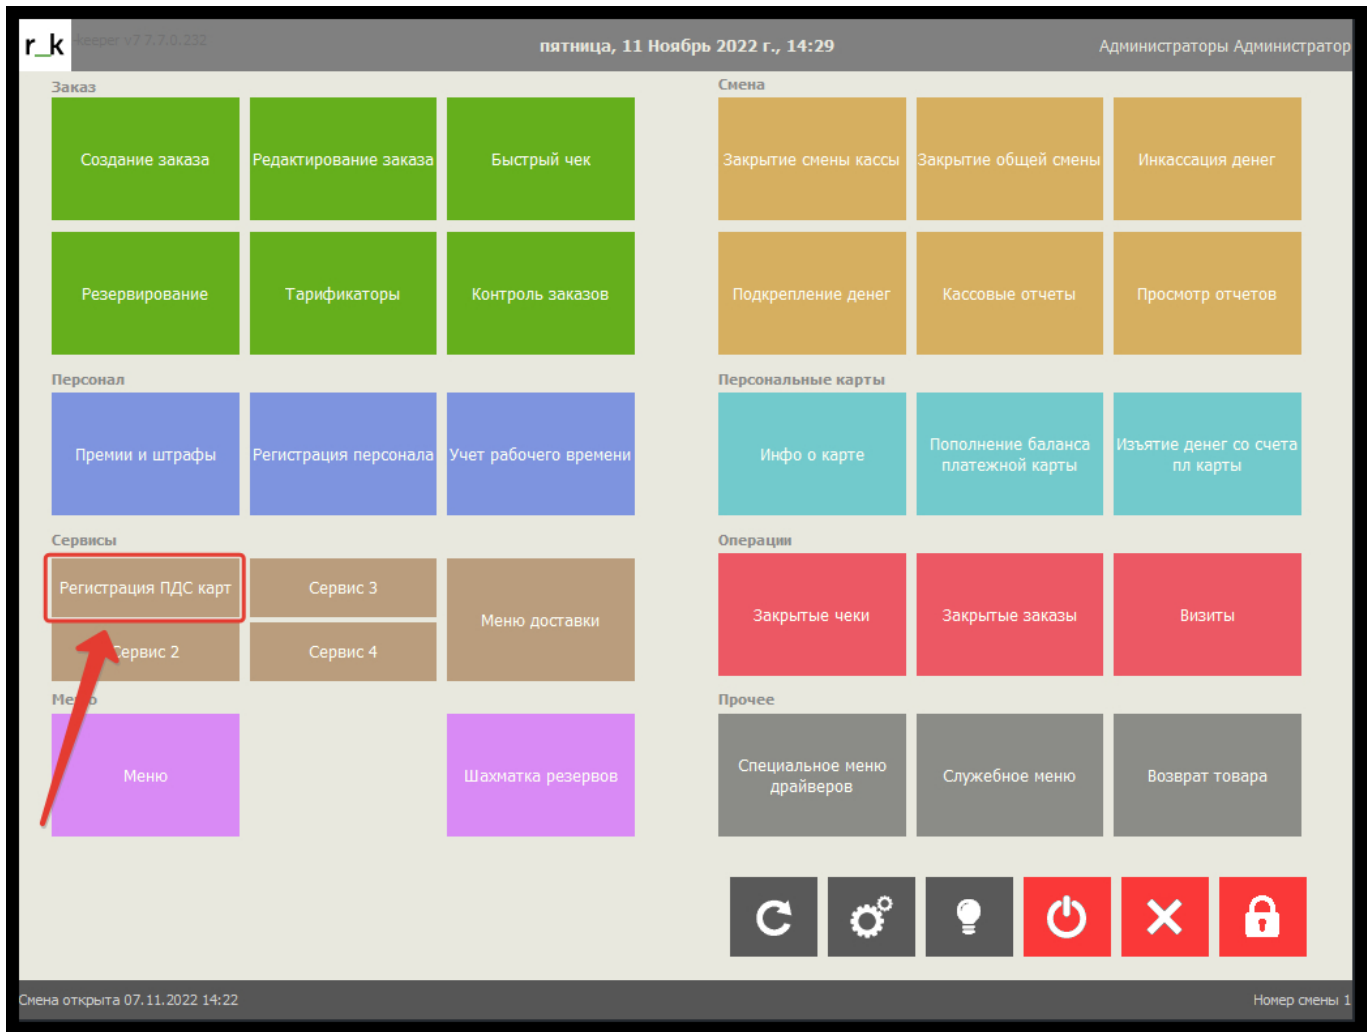 r_k
-keeper v7 7.7.0.232
пятница, 11 Ноябрь 2022 г., 14:29
Администраторы Администратор
Заказ
Создание заказа
Редактирование заказа
Быстрый чек
Резервирование
Тарификаторы
Контроль заказов
Смена
Закрытие смены кассы
Закрытие общей смены
Инкассация денег
Подкрепление денег
Кассовые отчеты
Просмотр отчетов
Персонал
Премии и штрафы
Регистрация персонала
Учет рабочего времени
Персональные карты
Инфо о карте
Пополнение баланса
платежной карты
Изъятие денег со счета
пл карты
Сервисы
Регистрация ПДС карт
Сервис 3
Меню доставки
Сервис 2
Сервис 4
Операции
Закрытые чеки
Закрытые заказы
Визиты
Меню
Меню
Шахматка резервов
Прочее
Специальное меню
драйверов
Служебное меню
Возврат товара
Смена открыта 07.11.2022 14:22
Номер смены 1